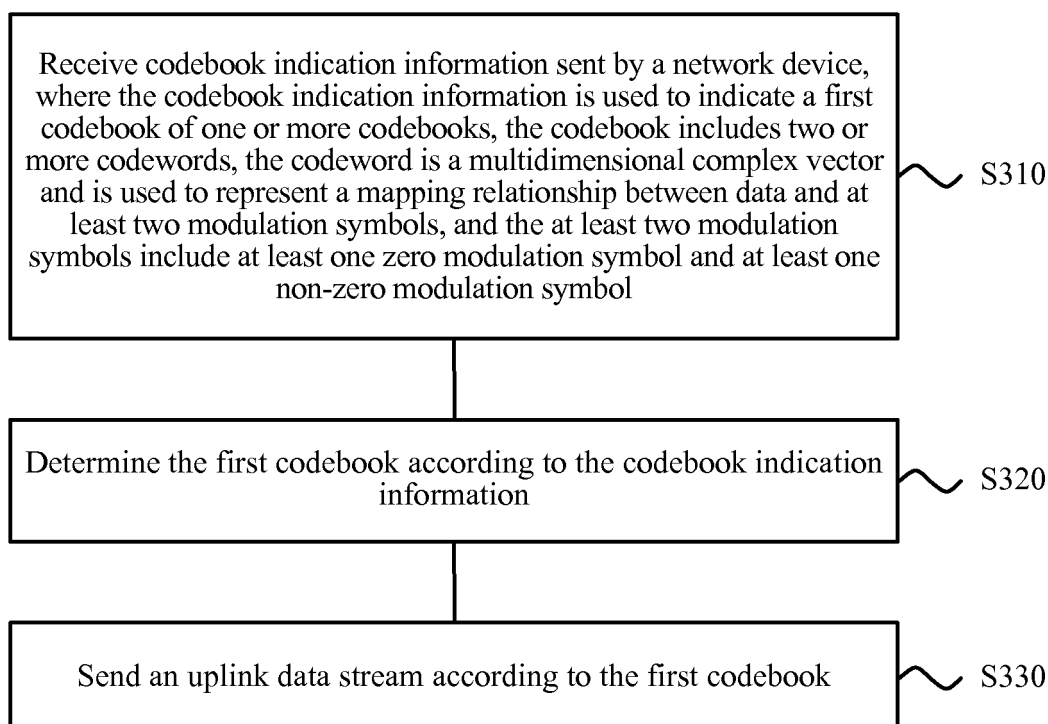 Receive codebook indication information sent by a network device,
where the codebook indication information is used to indicate a first
codebook of one or more codebooks, the codebook includes two or
more codewords, the codeword is a multidimensional complex vector
and is used to represent a mapping relationship between data and at
least two modulation symbols, and the at least two modulation
symbols include at least one zero modulation symbol and at least one
non-zero modulation symbol
S310
Determine the first codebook according to the codebook indication
information
S320
Send an uplink data stream according to the first codebook
S330